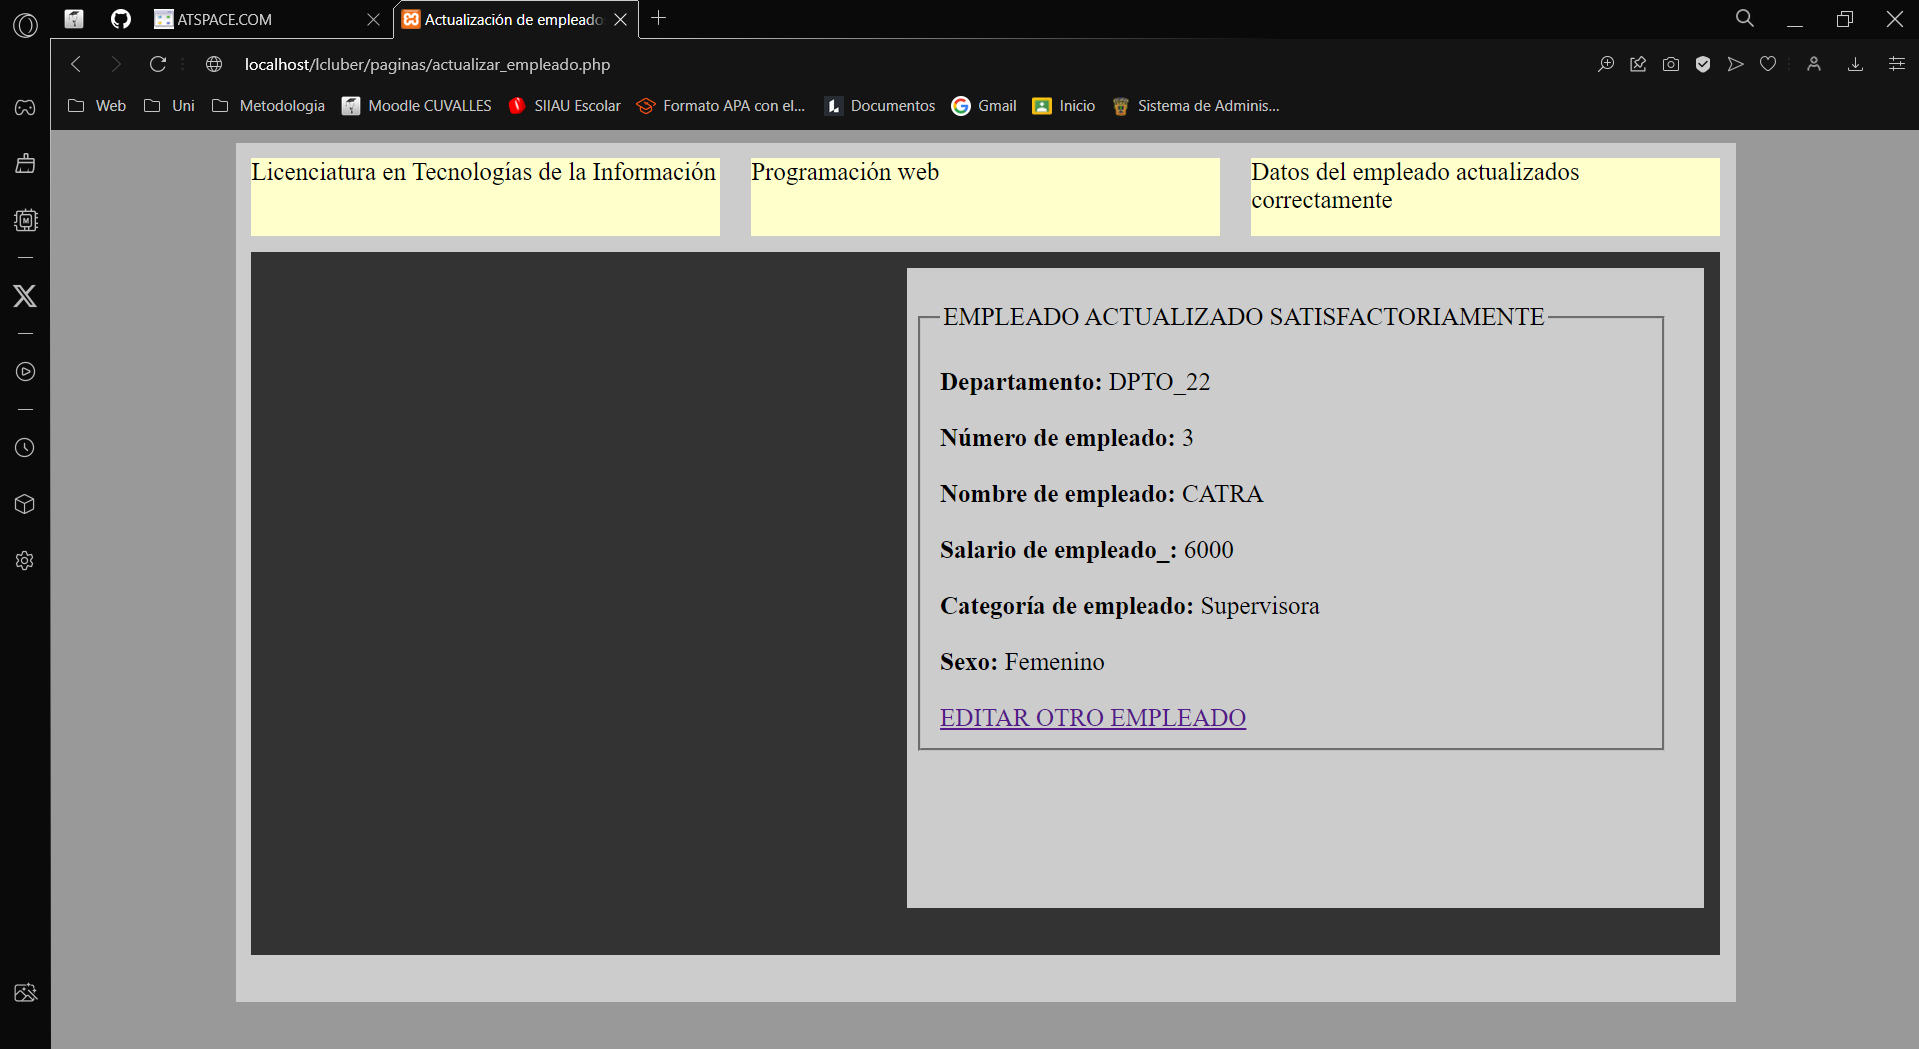 ATSPACE.COM
Actualización de empleado
localhost/lcluber/paginas/actualizar_empleado.php
Web
Uni
Metodologia
Moodle CUVALLES
SIIAU Escolar
Formato APA con el...
Documentos
Gmail
Inicio
Sistema de Adminis...
Licenciatura en Tecnologías de la Información
Programación web
Datos del empleado actualizados
correctamente
EMPLEADO ACTUALIZADO SATISFACTORIAMENTE
Departamento: DPTO_22
Número de empleado: 3
Nombre de empleado: CATRA
Salario de empleado_: 6000
Categoría de empleado: Supervisora
Sexo: Femenino
EDITAR OTRO EMPLEADO